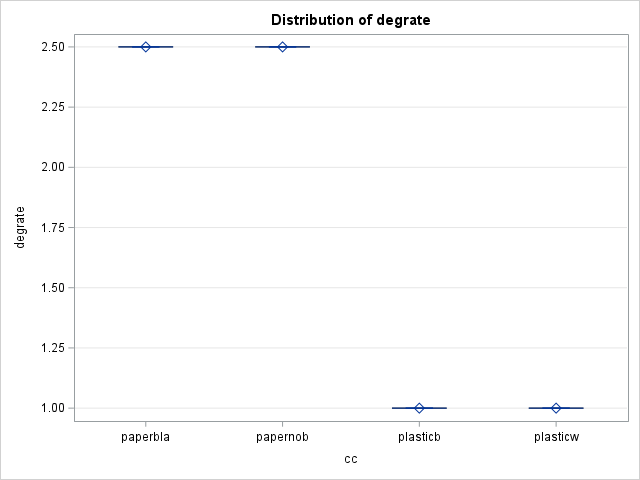 Distribution of degrate
2.50
2.25
2.00
1.75
1.50
1.25
1.00
degrate
paperbla papernob plasticb plasticw
cc